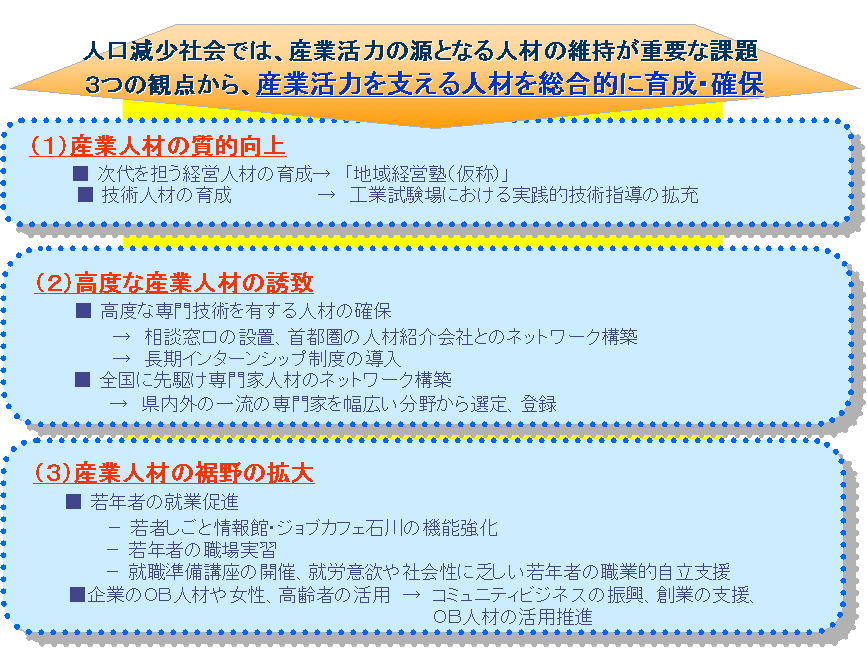 人口減少社会では、産業活力の源となる人材の維持が重要な課題
3つの観点から、産業活力を支える人材を総合的に育成・確保
(1)産業人材の質的向上
■ 次代を担う経営人材の育成→ 「地域経営塾(仮称)」
■ 技術人材の育成 → 工業試験場における実践的技術指導の拡充
(2)高度な産業人材の誘致
■ 高度な専門技術を有する人材の確保
→ 相談窓口の設置、首都圏の人材紹介会社とのネットワーク構築
→ 長期インターンシップ制度の導入
■ 全国に先駆け専門家人材のネットワーク構築
→ 県内外の一流の専門家を幅広い分野から選定、登録
(3)産業人材の裾野の拡大
■ 若年者の就業促進
− 若者しごと情報館・ジョブカフェ石川の機能強化
− 若年者の職場実習
− 就職準備講座の開催、就労意欲や社会性に乏しい若年者の職業的自立支援
■企業のOB人材や女性、高齢者の活用 → コミュニティビジネスの振興、創業の支援、
OB人材の活用推進